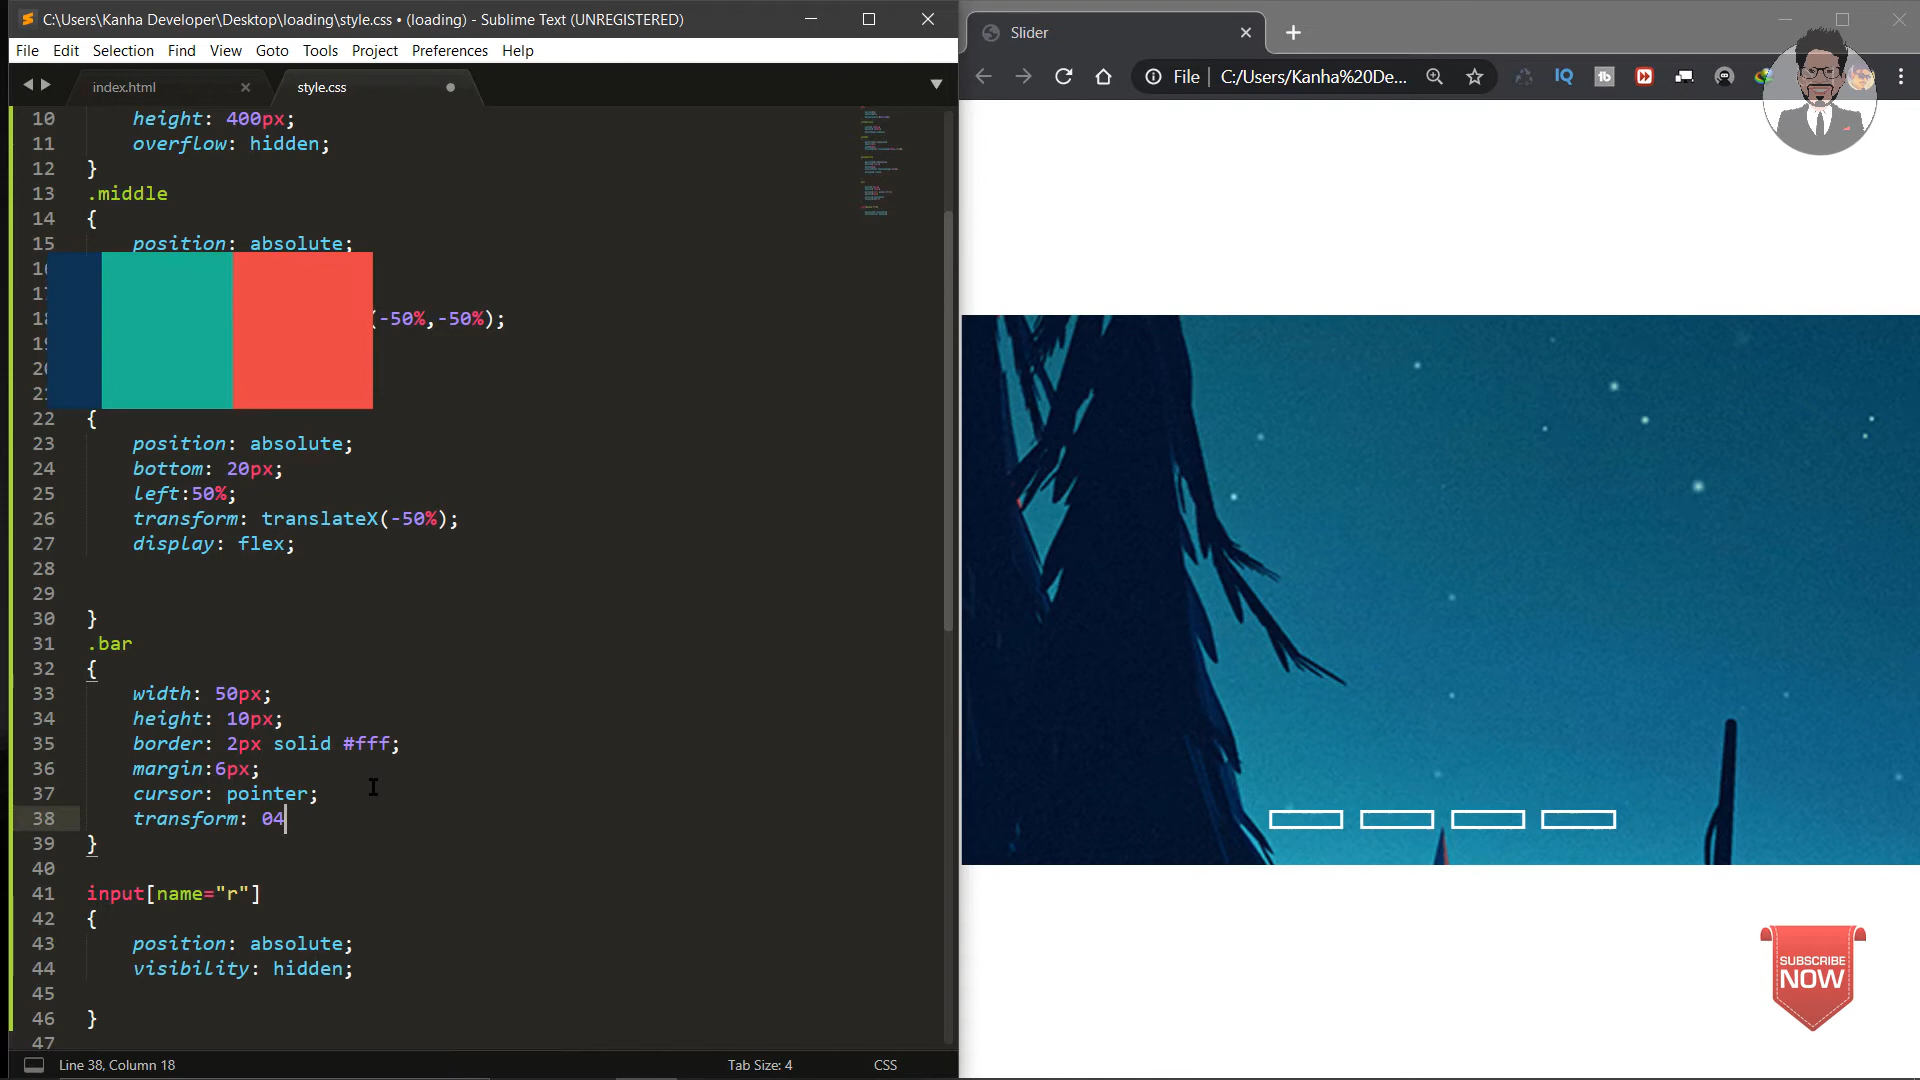 C:\Users\Kanha Developer\Desktop\loading\style.css • (loading) - Sublime Text (UNREGISTERED)
File Edit Selection Find View Goto Tools Project Preferences Help
index.html
style.css
10 height: 400px;
11 overflow: hidden;
12 }
13 .middle
14 {
15 position: absolute;
18 (-50%,-50%);
22 {
23 position: absolute;
24 bottom: 20px;
25 left:50%;
26 transform: translateX(-50%);
27 display: flex;
28
29
30 }
31 .bar
32 {
33 width: 50px;
34 height: 10px;
35 border: 2px solid #fff;
36 margin:6px;
37 cursor: pointer;
38 transform: 04
39 }
40
41 input[name="r"]
42 {
43 position: absolute;
44 visibility: hidden;
45
46 }
47
Line 38, Column 18
Tab Size: 4
CSS
Slider
File C:/Users/Kanha%20De...
IQ
tb
SUBSCRIBE
NOW